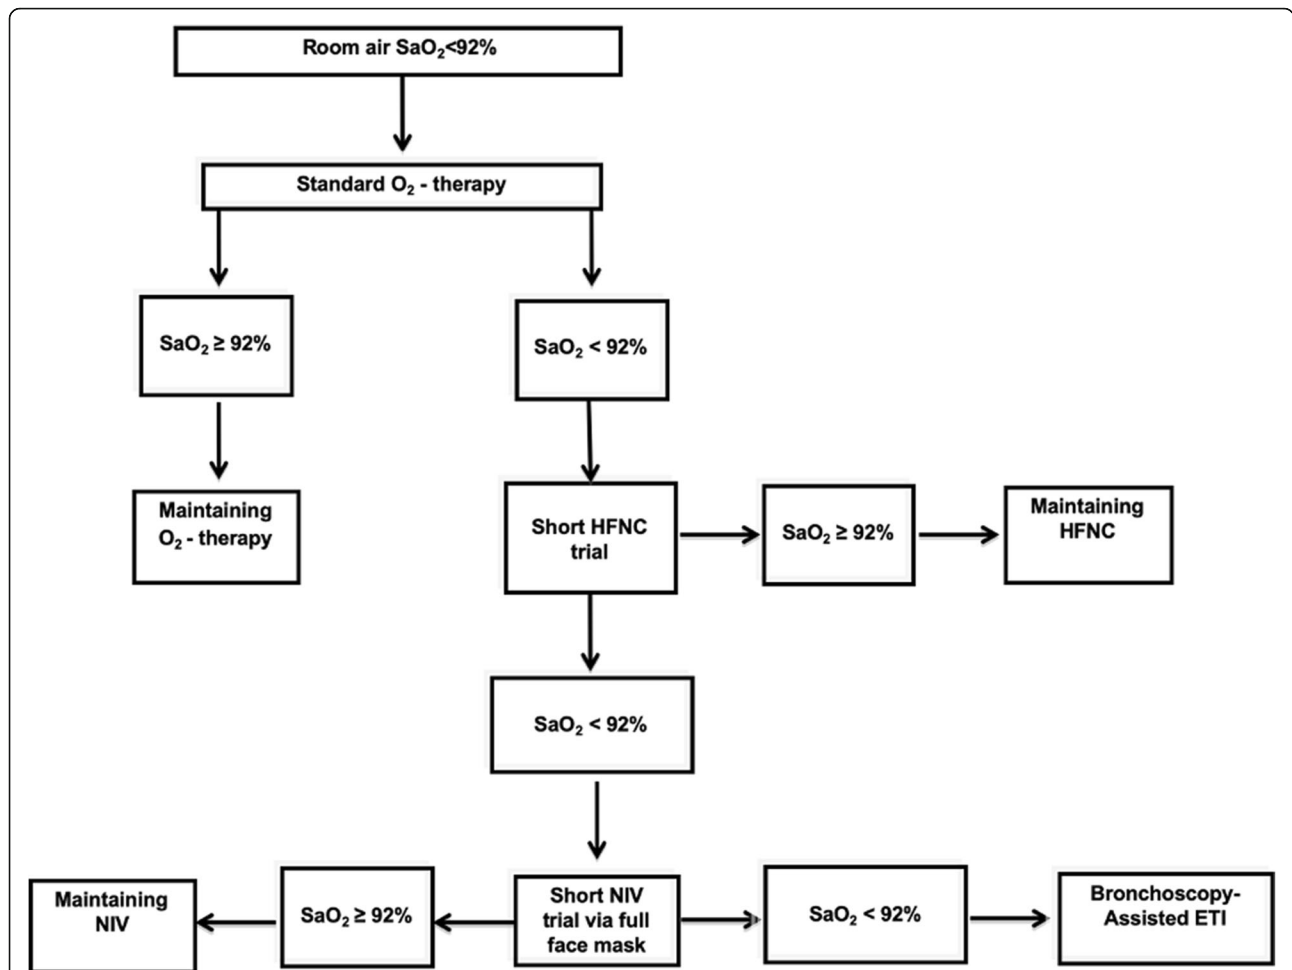 Room air SaO₂<92%
Standard O₂ - therapy
SaO₂ ≥ 92%
SaO₂ < 92%
Maintaining
O₂ - therapy
Short HFNC
trial
SaO₂ ≥ 92%
Maintaining
HFNC
SaO₂ < 92%
Maintaining
NIV
SaO₂ ≥ 92%
Short NIV
trial via full
face mask
SaO₂ < 92%
Bronchoscopy-
Assisted ETI